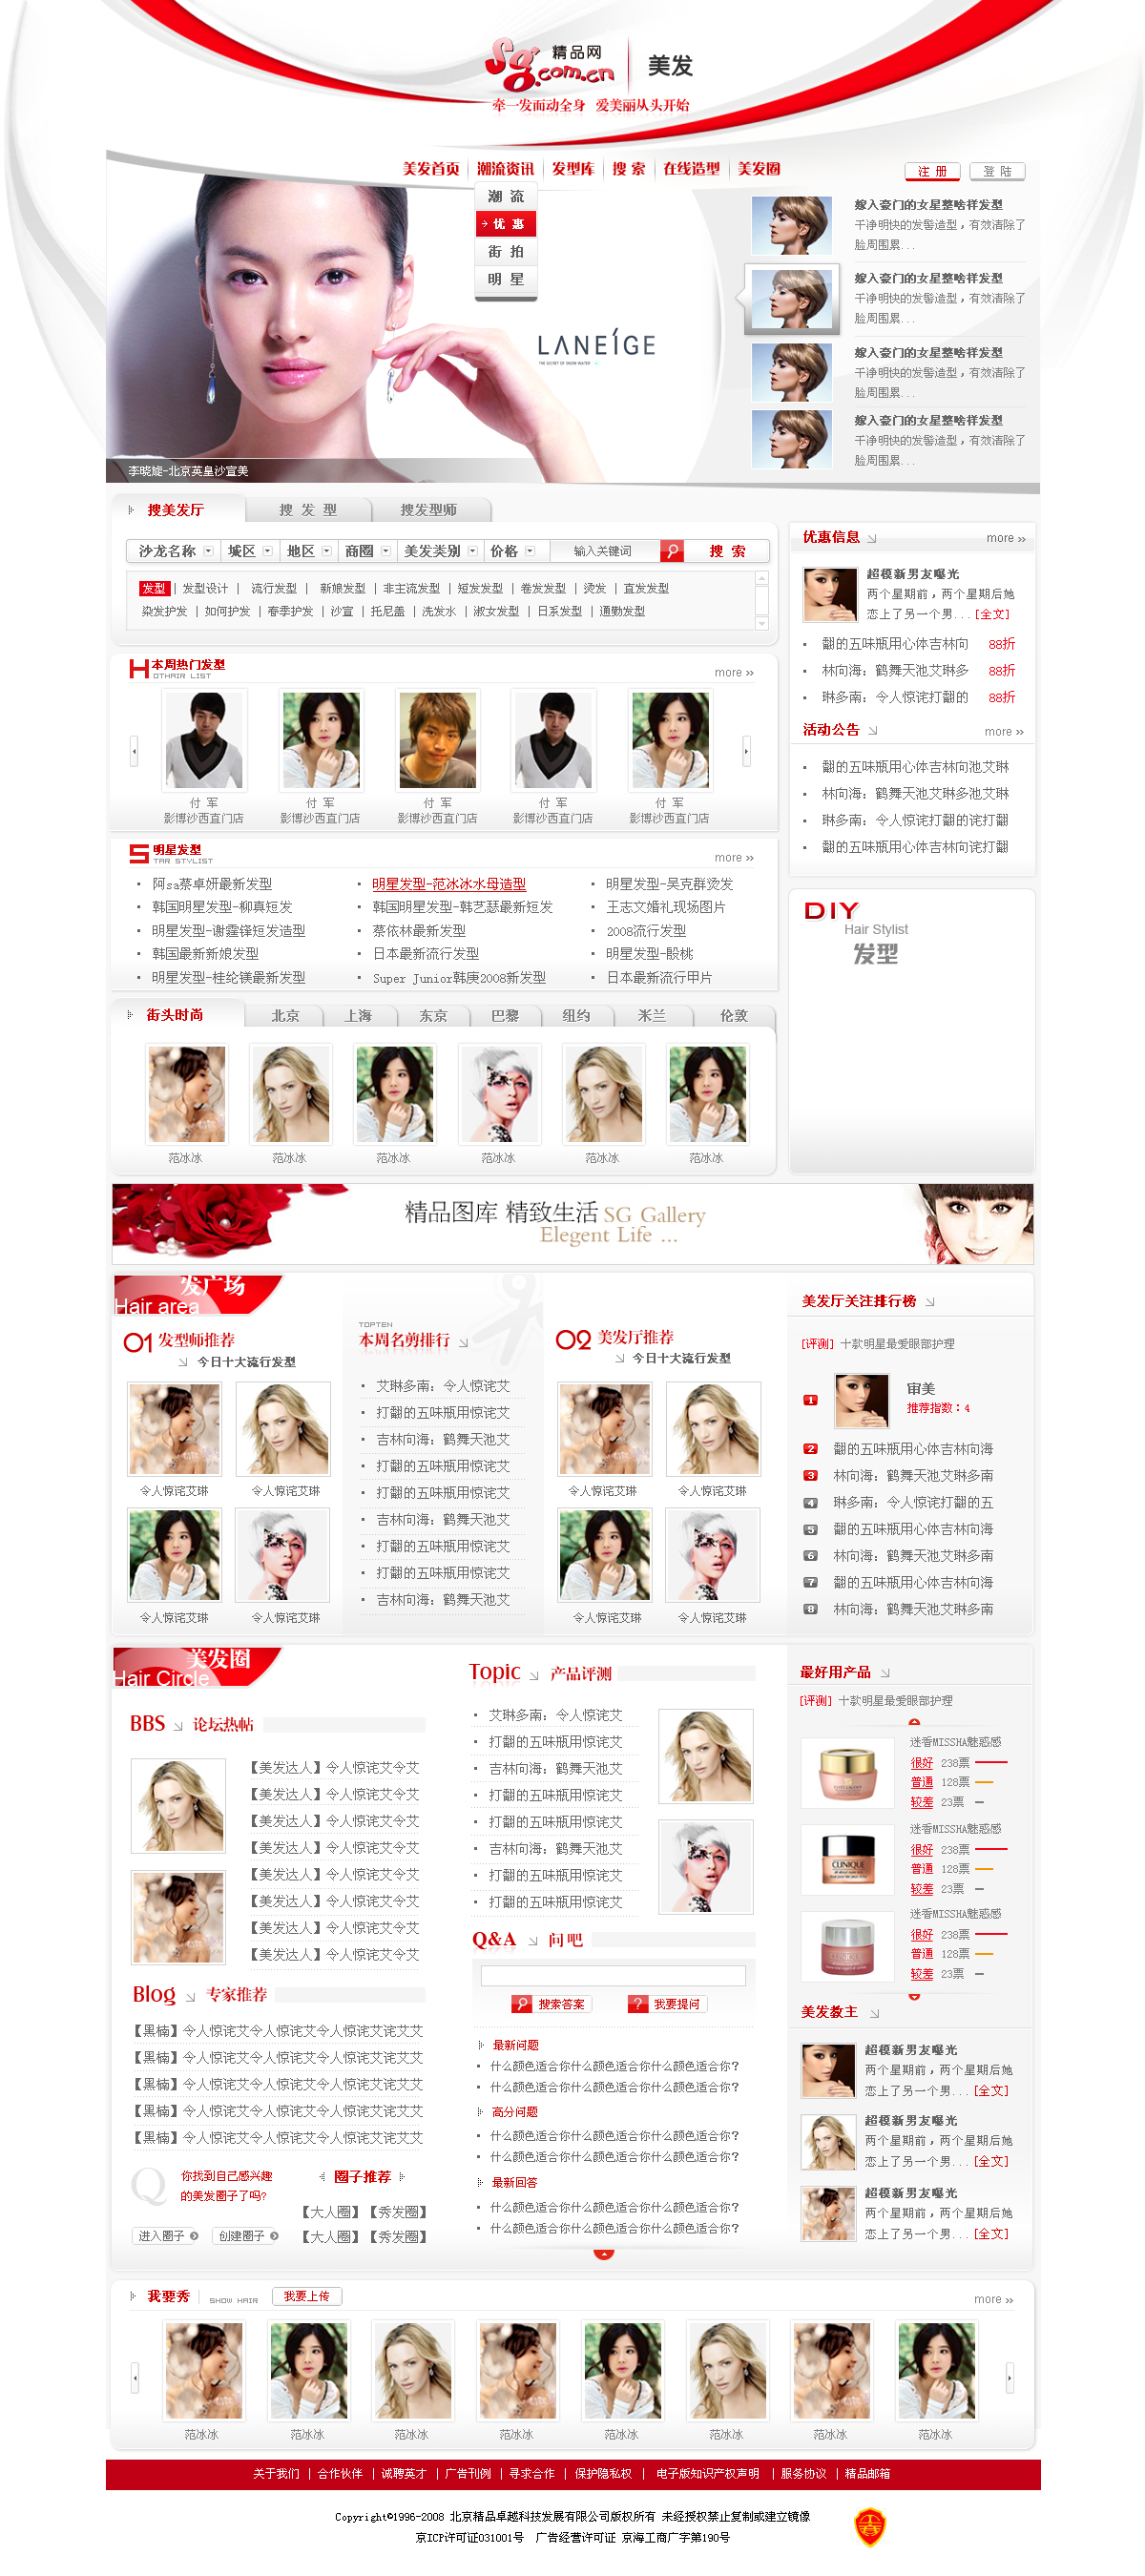 sg.com.cn 精品网 美发
牵一发而动全身 爱美丽从头开始
美发首页 潮流资讯 发型库 搜 索 在线造型 美发圈
注 册 登 陆
潮 流
优 惠
街 拍
明 星
LANEÍGE
李晓媫-北京英皇沙宣美
嫁入豪门的女星整啥祥发型
干诤明快的发髻造型，有效清除了
脸周围累...
嫁入豪门的女星整啥祥发型
干诤明快的发髻造型，有效清除了
脸周围累...
嫁入豪门的女星整啥祥发型
干诤明快的发髻造型，有效清除了
脸周围累...
嫁入豪门的女星整啥祥发型
干诤明快的发髻造型，有效清除了
脸周围累...
搜美发厅 搜 发 型 搜发型师
沙龙名称 城区 地区 商圈 美发类别 价格 输入关键词 搜 索
发型 | 发型设计 | 流行发型 | 新娘发型 | 非主流发型 | 短发发型 | 卷发发型 | 烫发 | 直发发型
染发护发 | 如何护发 | 春季护发 | 沙宣 | 托尼盖 | 洗发水 | 淑女发型 | 日系发型 | 通勤发型
H 本周热门发型
OTHAIR LIST
more »
付 军 付 军 付 军 付 军 付 军
影博沙西直门店 影博沙西直门店 影博沙西直门店 影博沙西直门店 影博沙西直门店
S 明星发型
TAR STYLIST
more »
阿sa蔡卓妍最新发型 明星发型-范冰冰水母造型 明星发型-吴克群烫发
韩国明星发型-柳真短发 韩国明星发型-韩艺瑟最新短发 王志文婚礼现场图片
明星发型-谢霆锋短发造型 蔡依林最新发型 2008流行发型
韩国最新新娘发型 日本最新流行发型 明星发型-殷桃
明星发型-桂纶镁最新发型 Super Junior韩庚2008新发型 日本最新流行甲片
街头时尚 北京 上海 东京 巴黎 纽约 米兰 伦敦
范冰冰 范冰冰 范冰冰 范冰冰 范冰冰 范冰冰
优惠信息 more »
超模新男友曝光
两个星期前，两个星期后她
恋上了另一个男...[全文]
翻的五味瓶用心体吉林向 88折
林向海：鹤舞天池艾琳多 88折
琳多南：令人惊诧打翻的 88折
活动公告 more »
翻的五味瓶用心体吉林向池艾琳
林向海：鹤舞天池艾琳多池艾琳
琳多南：令人惊诧打翻的诧打翻
翻的五味瓶用心体吉林向诧打翻
DIY
Hair Stylist
发型
精品图库 精致生活 SG Gallery
Elegent Life ...
发广场
Hair area
01 发型师推荐
今日十大流行发型
令人惊诧艾琳 令人惊诧艾琳
令人惊诧艾琳 令人惊诧艾琳
TOPTEN
本周名剪排行
艾琳多南：令人惊诧艾
打翻的五味瓶用惊诧艾
吉林向海：鹤舞天池艾
打翻的五味瓶用惊诧艾
打翻的五味瓶用惊诧艾
吉林向海：鹤舞天池艾
打翻的五味瓶用惊诧艾
打翻的五味瓶用惊诧艾
吉林向海：鹤舞天池艾
02 美发厅推荐
今日十大流行发型
令人惊诧艾琳 令人惊诧艾琳
令人惊诧艾琳 令人惊诧艾琳
美发厅关注排行榜
[评测] 十款明星最爱眼部护理
1 审美
推荐指数：4
2 翻的五味瓶用心体吉林向海
3 林向海：鹤舞天池艾琳多南
4 琳多南：令人惊诧打翻的五
5 翻的五味瓶用心体吉林向海
6 林向海：鹤舞天池艾琳多南
7 翻的五味瓶用心体吉林向海
8 林向海：鹤舞天池艾琳多南
美发圈
Hair Circle
BBS 论坛热帖
【美发达人】令人惊诧艾令艾
【美发达人】令人惊诧艾令艾
【美发达人】令人惊诧艾令艾
【美发达人】令人惊诧艾令艾
【美发达人】令人惊诧艾令艾
【美发达人】令人惊诧艾令艾
【美发达人】令人惊诧艾令艾
【美发达人】令人惊诧艾令艾
Blog 专家推荐
【黑楠】令人惊诧艾令人惊诧艾令人惊诧艾诧艾艾
【黑楠】令人惊诧艾令人惊诧艾令人惊诧艾诧艾艾
【黑楠】令人惊诧艾令人惊诧艾令人惊诧艾诧艾艾
【黑楠】令人惊诧艾令人惊诧艾令人惊诧艾诧艾艾
【黑楠】令人惊诧艾令人惊诧艾令人惊诧艾诧艾艾
Q 你找到自己感兴趣
的美发圈子了吗?
进入圈子 创建圈子
圈子推荐
【大人圈】【秀发圈】
【大人圈】【秀发圈】
Topic 产品评测
艾琳多南：令人惊诧艾
打翻的五味瓶用惊诧艾
吉林向海：鹤舞天池艾
打翻的五味瓶用惊诧艾
打翻的五味瓶用惊诧艾
吉林向海：鹤舞天池艾
打翻的五味瓶用惊诧艾
打翻的五味瓶用惊诧艾
Q&A 问吧
搜索答案 ? 我要提问
最新问题
什么颜色适合你什么颜色适合你什么颜色适合你?
什么颜色适合你什么颜色适合你什么颜色适合你?
高分问题
什么颜色适合你什么颜色适合你什么颜色适合你?
什么颜色适合你什么颜色适合你什么颜色适合你?
最新回答
什么颜色适合你什么颜色适合你什么颜色适合你?
什么颜色适合你什么颜色适合你什么颜色适合你?
最好用产品
[评测] 十款明星最爱眼部护理
迷香MISSHA魅惑感
很好 238票
普通 128票
较差 23票
CLINIQUE
迷香MISSHA魅惑感
很好 238票
普通 128票
较差 23票
迷香MISSHA魅惑感
很好 238票
普通 128票
较差 23票
美发教主
超模新男友曝光
两个星期前，两个星期后她
恋上了另一个男...[全文]
超模新男友曝光
两个星期前，两个星期后她
恋上了另一个男...[全文]
超模新男友曝光
两个星期前，两个星期后她
恋上了另一个男...[全文]
我要秀 SHOW HAIR 我要上传 more »
范冰冰 范冰冰 范冰冰 范冰冰 范冰冰 范冰冰 范冰冰 范冰冰
关于我们 | 合作伙伴 | 诚聘英才 | 广告刊例 | 寻求合作 | 保护隐私权 | 电子版知识产权声明 | 服务协议 | 精品邮箱
Copyright©1996-2008 北京精品卓越科技发展有限公司版权所有 未经授权禁止复制或建立镜像
京ICP许可证031001号 广告经营许可证 京海工商广字第190号